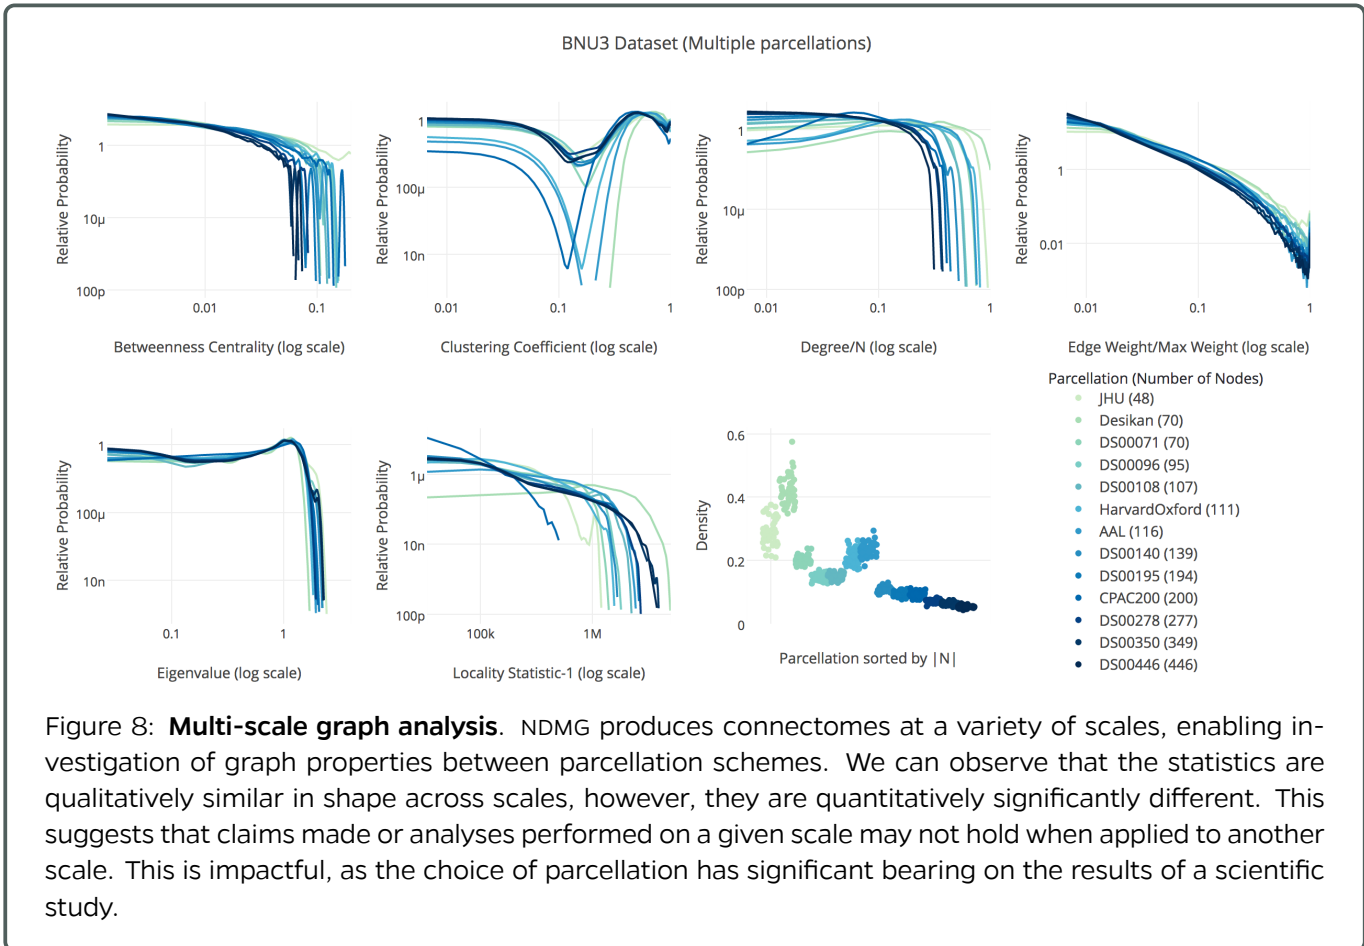 BNU3 Dataset (Multiple parcellations)
Relative Probability
1
10μ
100p
0.01
0.1
Betweenness Centrality (log scale)
Relative Probability
1
100μ
10n
0.01
0.1
1
Clustering Coefficient (log scale)
Relative Probability
1
10μ
100p
0.01
0.1
1
Degree/N (log scale)
Relative Probability
1
0.01
0.01
0.1
1
Edge Weight/Max Weight (log scale)
Relative Probability
1
100μ
10n
0.1
1
Eigenvalue (log scale)
Relative Probability
1μ
10n
100p
100k
1M
Locality Statistic-1 (log scale)
Density
0.6
0.4
0.2
0
Parcellation sorted by |N|
Parcellation (Number of Nodes)
JHU (48)
Desikan (70)
DS00071 (70)
DS00096 (95)
DS00108 (107)
HarvardOxford (111)
AAL (116)
DS00140 (139)
DS00195 (194)
CPAC200 (200)
DS00278 (277)
DS00350 (349)
DS00446 (446)
Figure 8: Multi-scale graph analysis. NDMG produces connectomes at a variety of scales, enabling in-
vestigation of graph properties between parcellation schemes. We can observe that the statistics are
qualitatively similar in shape across scales, however, they are quantitatively significantly different. This
suggests that claims made or analyses performed on a given scale may not hold when applied to another
scale. This is impactful, as the choice of parcellation has significant bearing on the results of a scientific
study.